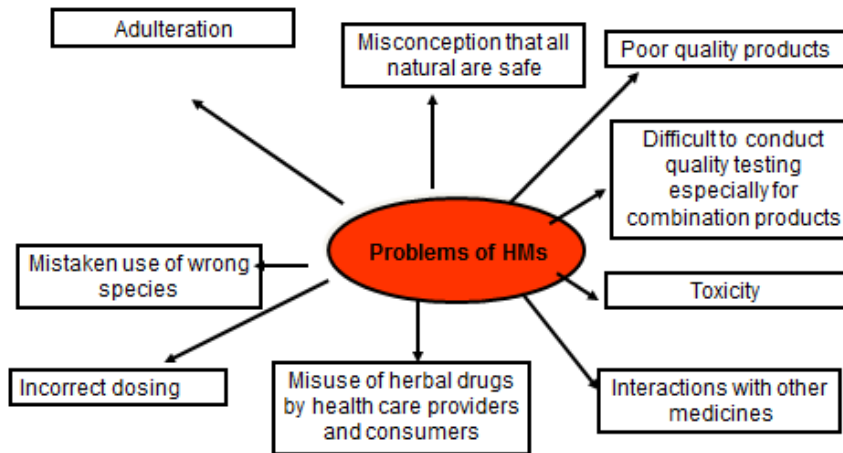 Adulteration
Misconception that all
natural are safe
Poor quality products
Difficult to conduct
quality testing
especially for
combination products
Problems of HMs
Mistaken use of wrong
species
Toxicity
Incorrect dosing
Misuse of herbal drugs
by health care providers
and consumers
Interactions with other
medicines